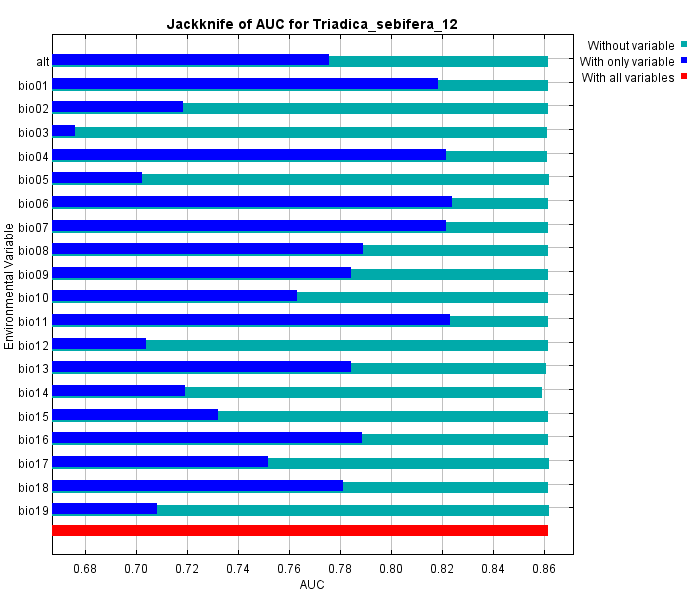 Jackknife of AUC for Triadica_sebifera_12
Without variable
With only variable
With all variables
Environmental Variable
alt
bio01
bio02
bio03
bio04
bio05
bio06
bio07
bio08
bio09
bio10
bio11
bio12
bio13
bio14
bio15
bio16
bio17
bio18
bio19
0.68 0.70 0.72 0.74 0.76 0.78 0.80 0.82 0.84 0.86
AUC